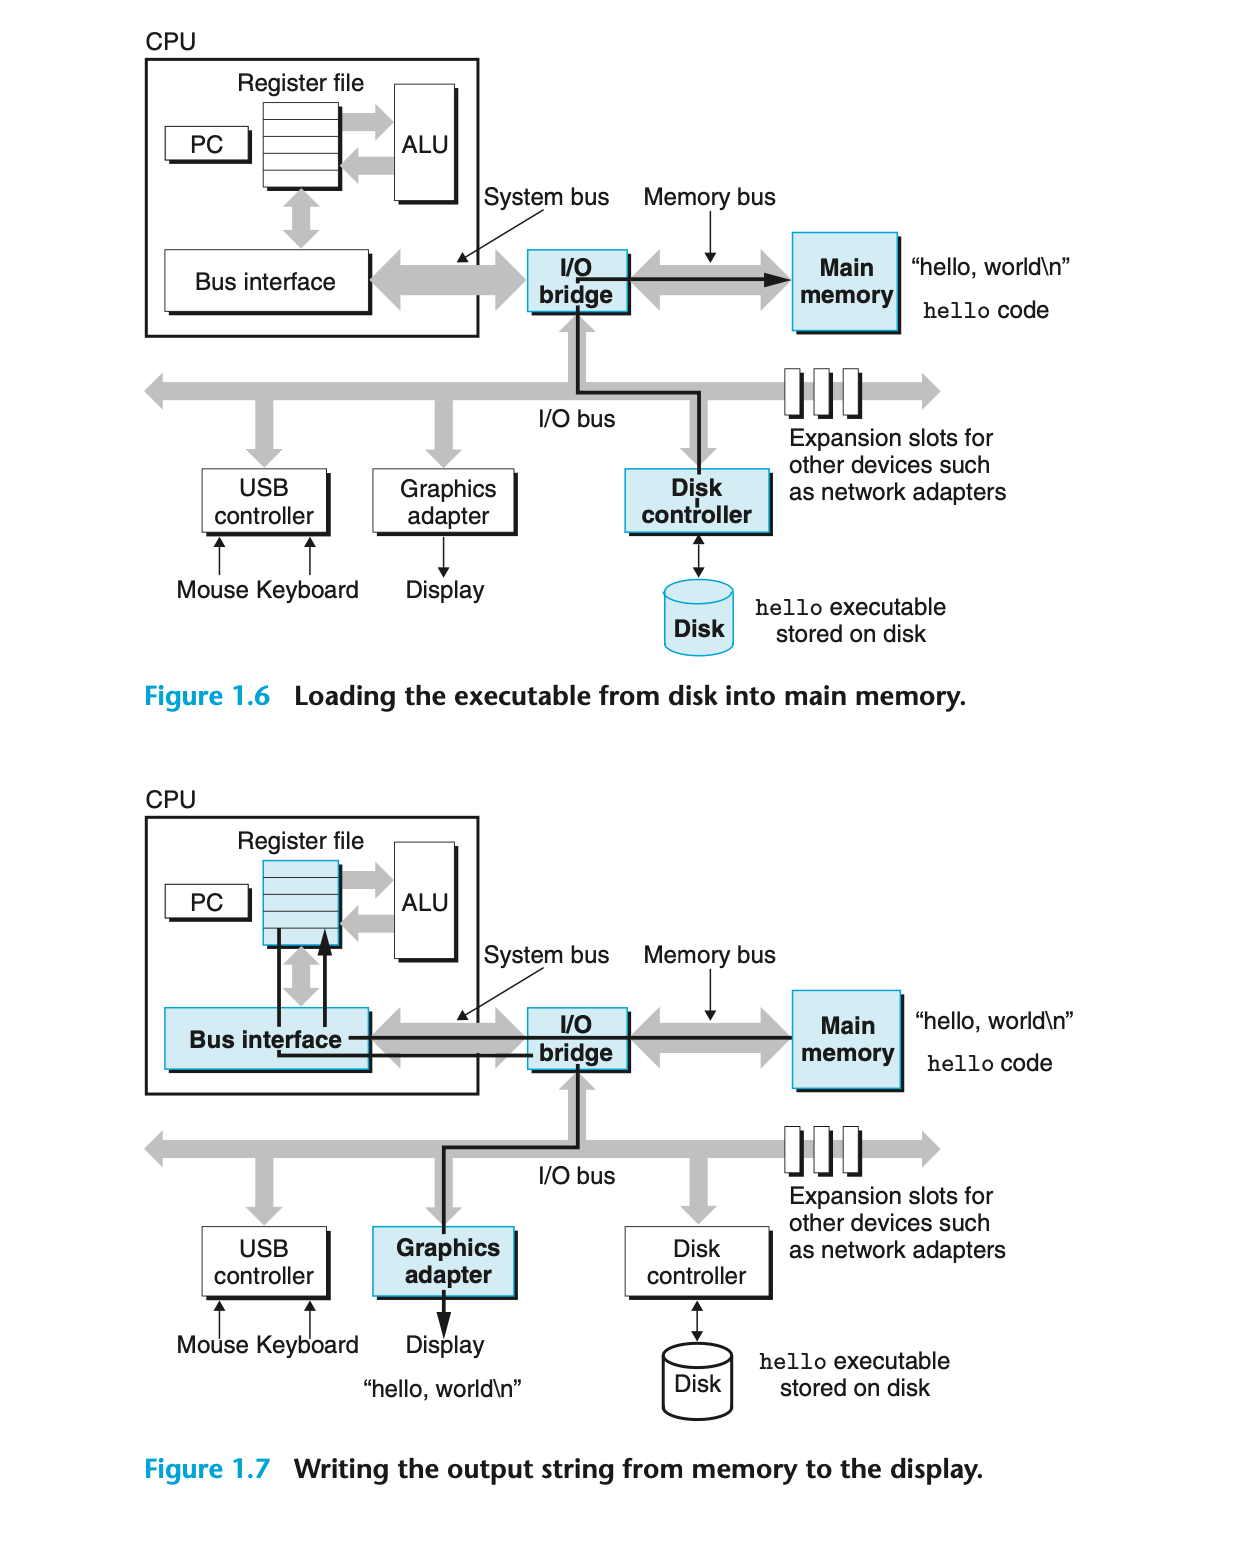 CPU
Register file
PC
ALU
System bus
Memory bus
Bus interface
I/O
bridge
Main
memory
“hello, world\n”
hello code
I/O bus
Expansion slots for
other devices such
as network adapters
USB
controller
Graphics
adapter
Disk
controller
Mouse Keyboard
Display
Disk
hello executable
stored on disk
Figure 1.6 Loading the executable from disk into main memory.
CPU
Register file
PC
ALU
System bus
Memory bus
Bus interface
I/O
bridge
Main
memory
“hello, world\n”
hello code
I/O bus
Expansion slots for
other devices such
as network adapters
USB
controller
Graphics
adapter
Disk
controller
Mouse Keyboard
Display
“hello, world\n”
Disk
hello executable
stored on disk
Figure 1.7 Writing the output string from memory to the display.